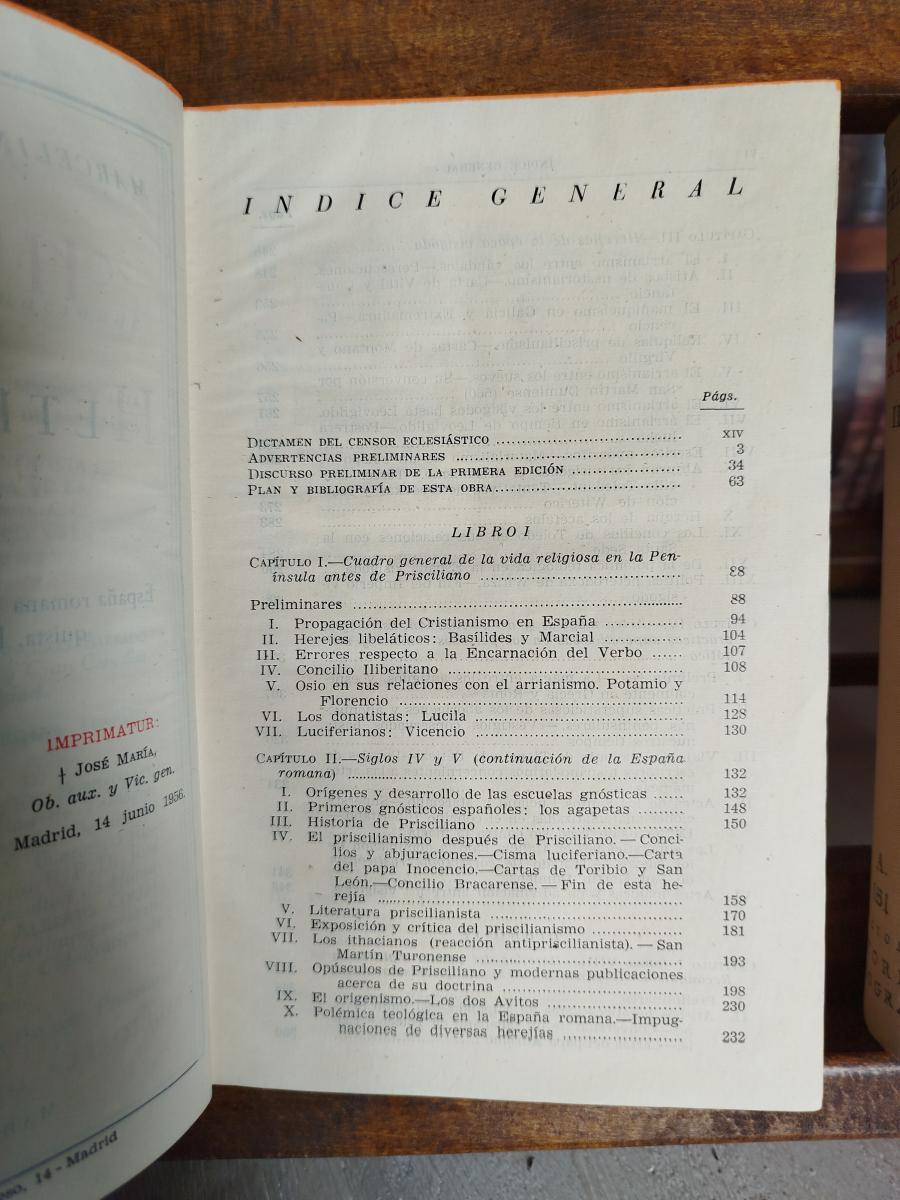 IMPRIMATUR:
† José María,
Ob. aux. y Vic. gen.
Madrid, 14 junio 1956.
14 - Madrid
INDICE GENERAL
Págs.
Dictamen del censor eclesiástico ........ XIV
Advertencias preliminares ........ 3
Discurso preliminar de la primera edición ........ 34
Plan y bibliografía de esta obra ........ 63
LIBRO I
Capítulo I.—Cuadro general de la vida religiosa en la Pen-
ínsula antes de Prisciliano ........ 88
Preliminares ........ 88
I. Propagación del Cristianismo en España ........ 94
II. Herejes libeláticos: Basílides y Marcial ........ 104
III. Errores respecto a la Encarnación del Verbo ...... 107
IV. Concilio Iliberitano ........ 108
V. Osio en sus relaciones con el arrianismo. Potamio y
Florencio ........ 114
VI. Los donatistas: Lucila ........ 128
VII. Luciferianos: Vicencio ........ 130
Capítulo II.—Siglos IV y V (continuación de la España
romana) ........ 132
I. Orígenes y desarrollo de las escuelas gnósticas ...... 132
II. Primeros gnósticos españoles: los agapetas ........ 148
III. Historia de Prisciliano ........ 150
IV. El priscilianismo después de Prisciliano.—Conci-
lios y abjuraciones.—Cisma luciferiano.—Carta
del papa Inocencio.—Cartas de Toribio y San
León.—Concilio Bracarense.—Fin de esta he-
rejía ........ 158
V. Literatura priscilianista ........ 170
VI. Exposición y crítica del priscilianismo ........ 181
VII. Los ithacianos (reacción antipriscilianista).—San
Martín Turonense ........ 193
VIII. Opúsculos de Prisciliano y modernas publicaciones
acerca de su doctrina ........ 198
IX. El origenismo.—Los dos Avitos ........ 230
X. Polémica teológica en la España romana.—Impug-
naciones de diversas herejías ........ 232